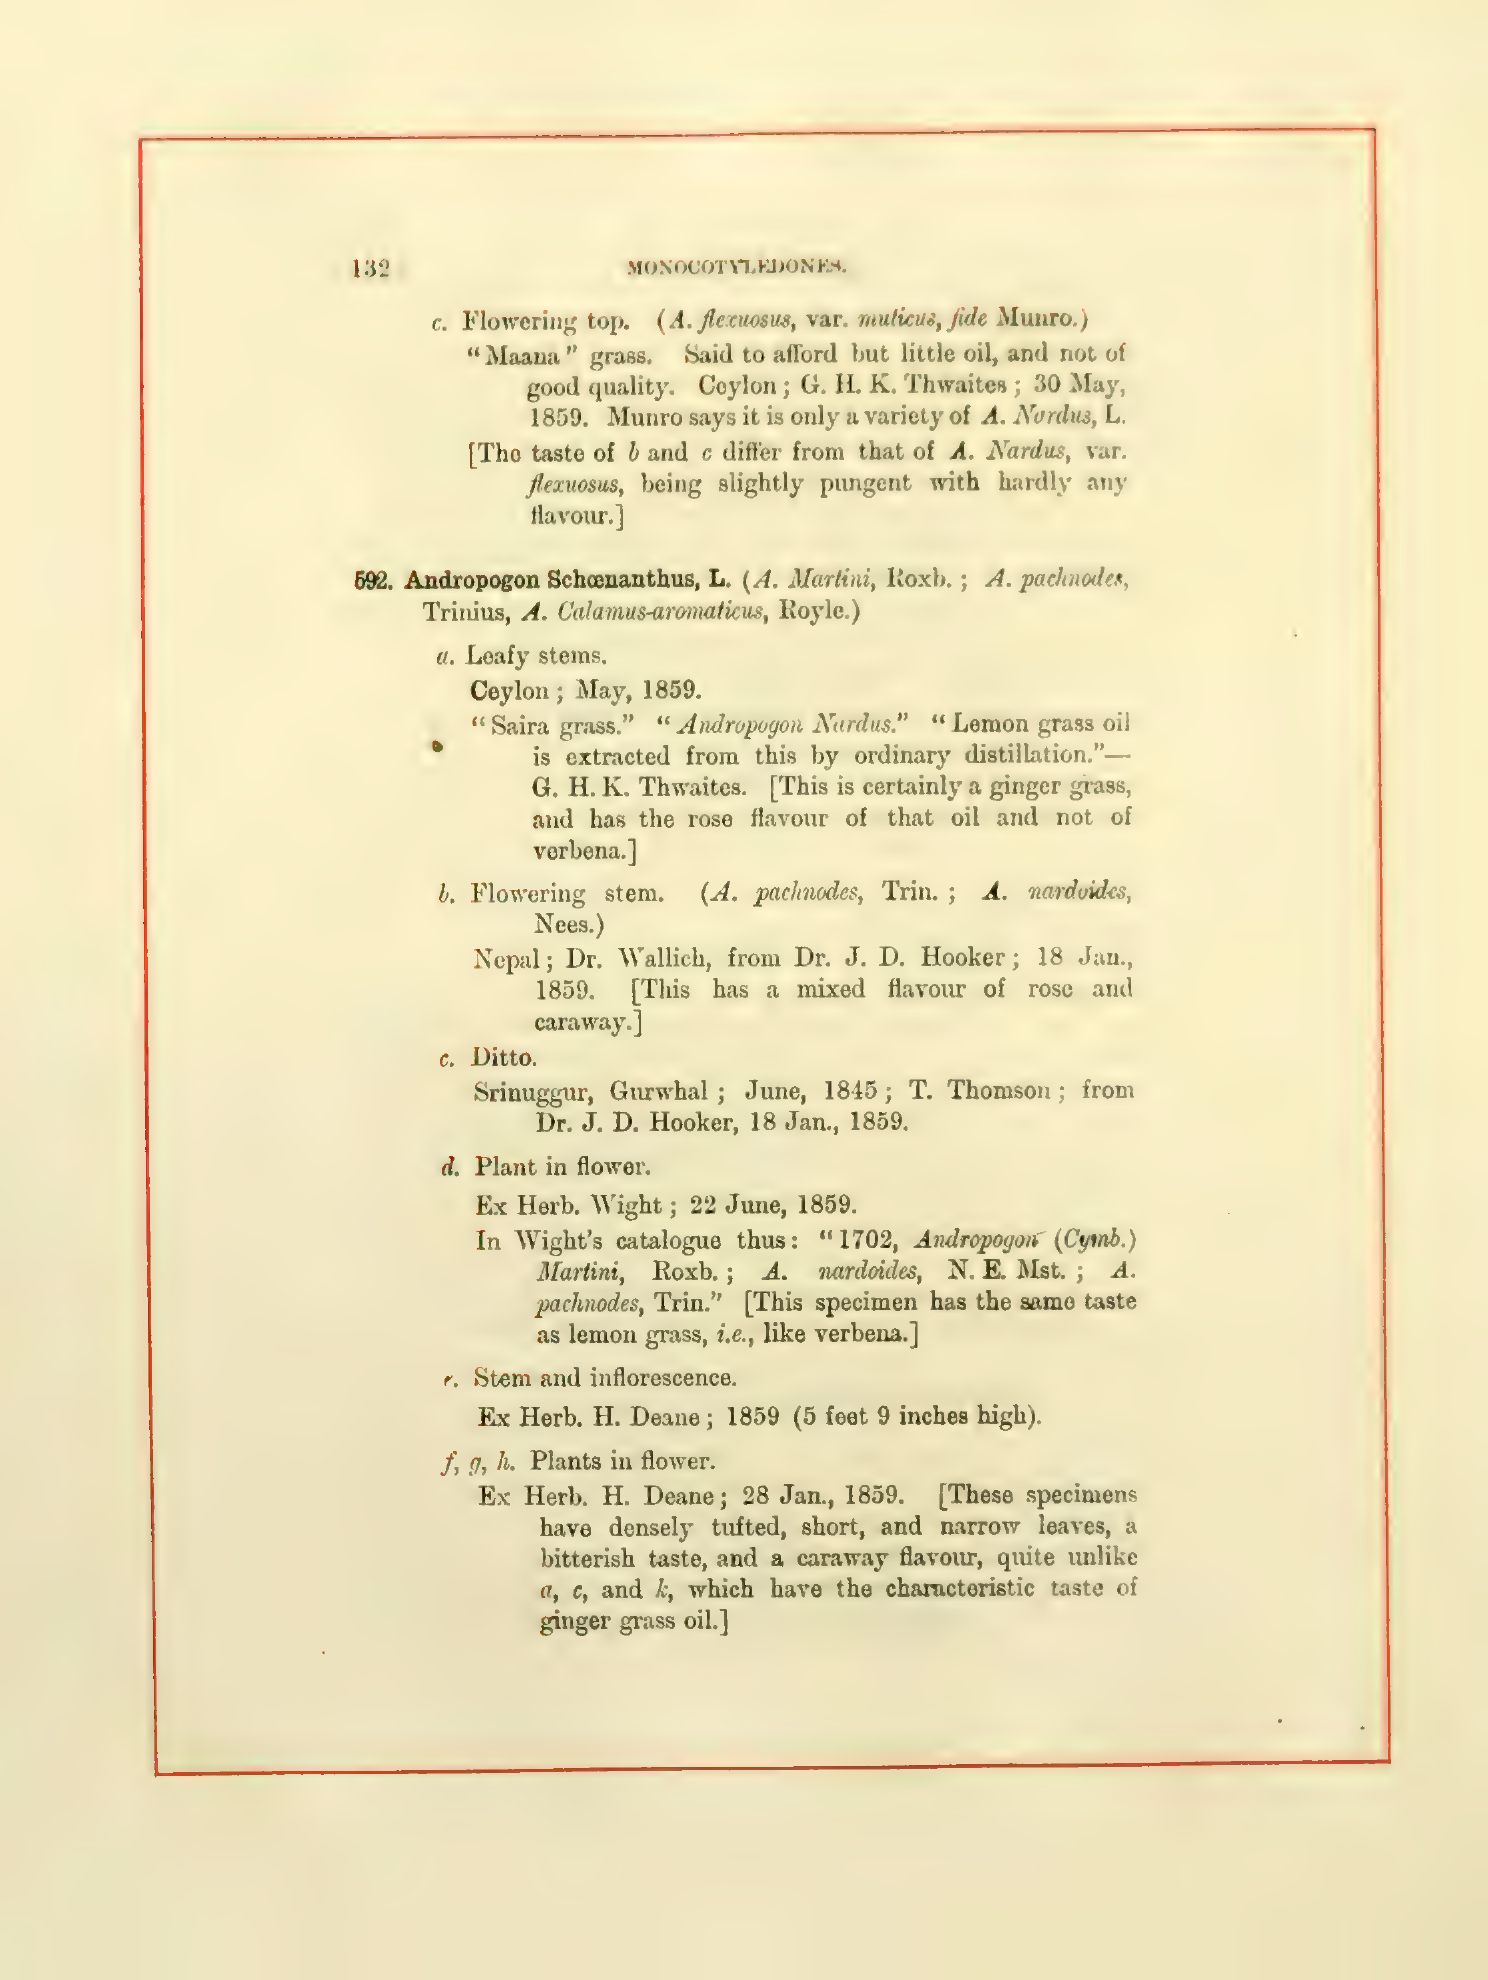 132 MONOCOTYLEDONES.
c. Flowering top. (A. flexuosus, var. muticus, fide Munro.)
“Maana” grass. Said to afford but little oil, and not of
good quality. Ceylon; G. H. K. Thwaites; 30 May,
1859. Munro says it is only a variety of A. Nardus, L.
[The taste of b and c differ from that of A. Nardus, var.
flexuosus, being slightly pungent with hardly any
flavour.]
592. Andropogon Schœnanthus, L. (A. Martini, Roxb.; A. pachnodes,
Trinius, A. Calamus-aromaticus, Royle.)
a. Leafy stems.
Ceylon; May, 1859.
“Saira grass.” “Andropogon Nardus.” “Lemon grass oil
is extracted from this by ordinary distillation.”—
G. H. K. Thwaites. [This is certainly a ginger grass,
and has the rose flavour of that oil and not of
verbena.]
b. Flowering stem. (A. pachnodes, Trin.; A. nardoides,
Nees.)
Nepal; Dr. Wallich, from Dr. J. D. Hooker; 18 Jan.,
1859. [This has a mixed flavour of rose and
caraway.]
c. Ditto.
Srinuggur, Gurwhal; June, 1845; T. Thomson; from
Dr. J. D. Hooker, 18 Jan., 1859.
d. Plant in flower.
Ex Herb. Wight; 22 June, 1859.
In Wight’s catalogue thus: “1702, Andropogon (Cymb.)
Martini, Roxb.; A. nardoides, N. E. Mst.; A.
pachnodes, Trin.” [This specimen has the same taste
as lemon grass, i.e., like verbena.]
e. Stem and inflorescence.
Ex Herb. H. Deane; 1859 (5 feet 9 inches high).
f, g, h. Plants in flower.
Ex Herb. H. Deane; 28 Jan., 1859. [These specimens
have densely tufted, short, and narrow leaves, a
bitterish taste, and a caraway flavour, quite unlike
a, c, and k, which have the characteristic taste of
ginger grass oil.]